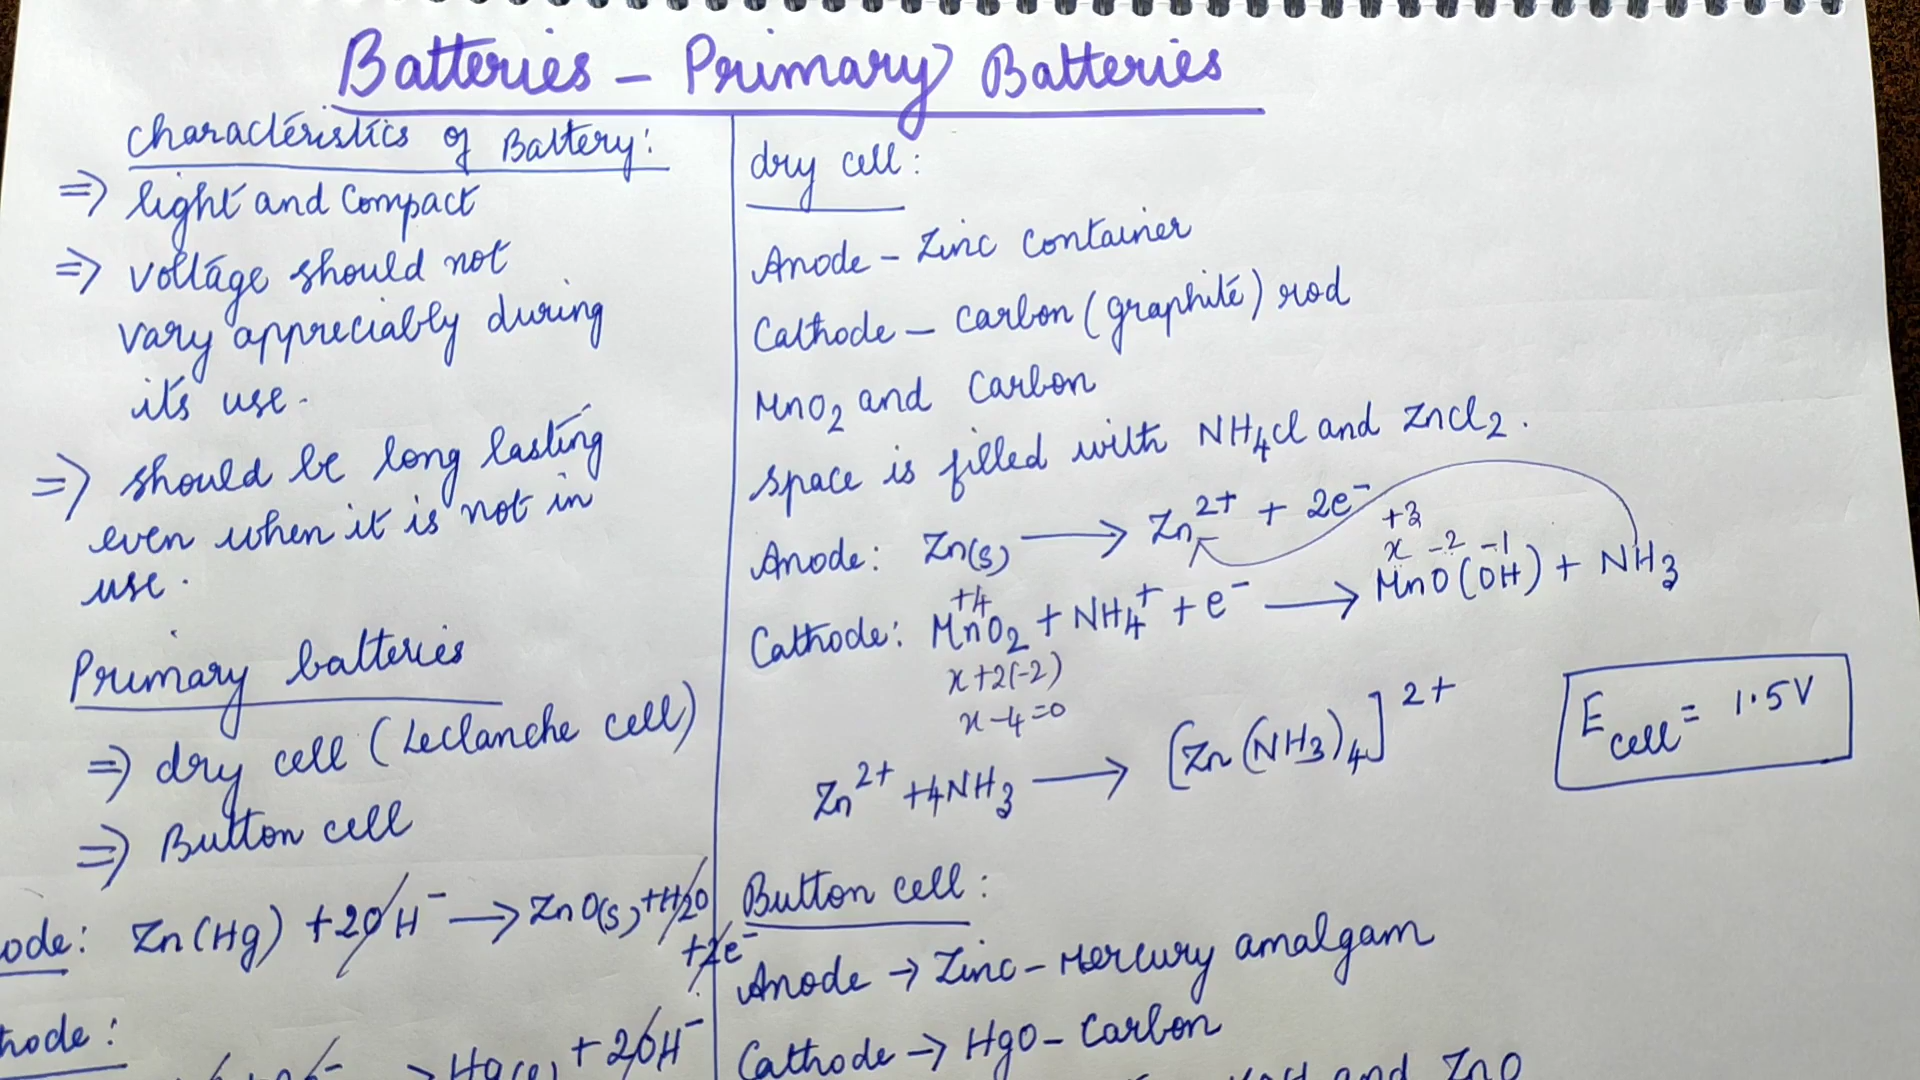 Batteries - Primary Batteries
Characteristics of Battery:
⇒ light and Compact
⇒ Voltage should not
vary appreciably during
its use.
⇒ should be long lasting
even when it is not in
use.
Primary batteries
⇒ dry cell (Leclanche cell)
⇒ Button cell
ode: Zn(Hg) + 2OH⁻ → ZnO(s) + H2O
+2e⁻
hode:
→ Hg(l) + 2OH⁻
dry cell:
Anode - Zinc container
Cathode - Carbon (graphite) rod
MnO2 and Carbon
space is filled with NH4Cl and ZnCl2.
Anode: Zn(s) → Zn²⁺ + 2e⁻
+3
x -2 -1
+4
Cathode: MnO2 + NH4⁺ + e⁻ → MnO(OH) + NH3
x+2(-2)
x-4=0
Zn²⁺ + 4NH3 → [Zn(NH3)4]²⁺
Ecell = 1.5V
Button cell:
Anode → Zinc - Mercury amalgam
Cathode → HgO - Carbon
KOH and ZnO